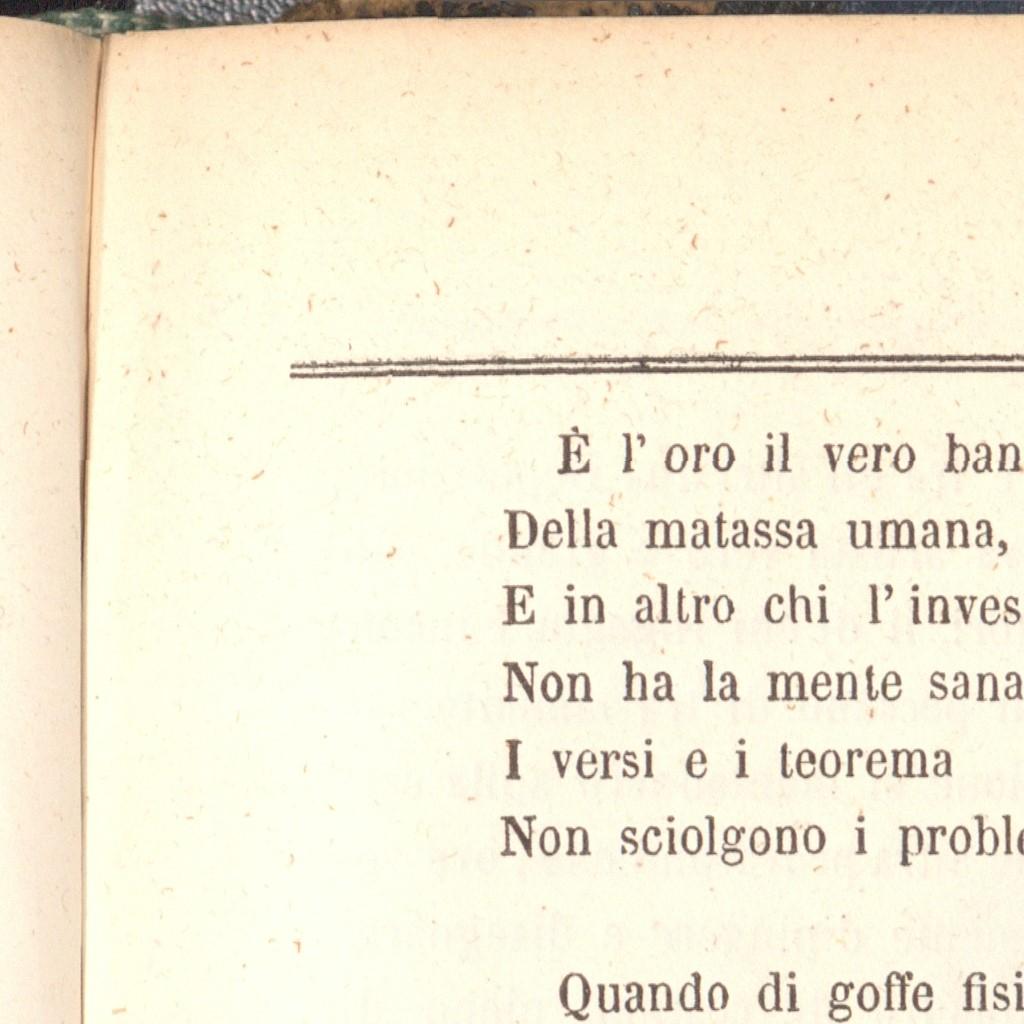 È l' oro il vero ban
Della matassa umana,
E in altro chi l' inves
Non ha la mente sana
I versi e i teorema
Non sciolgono i proble
Quando di goffe fisi